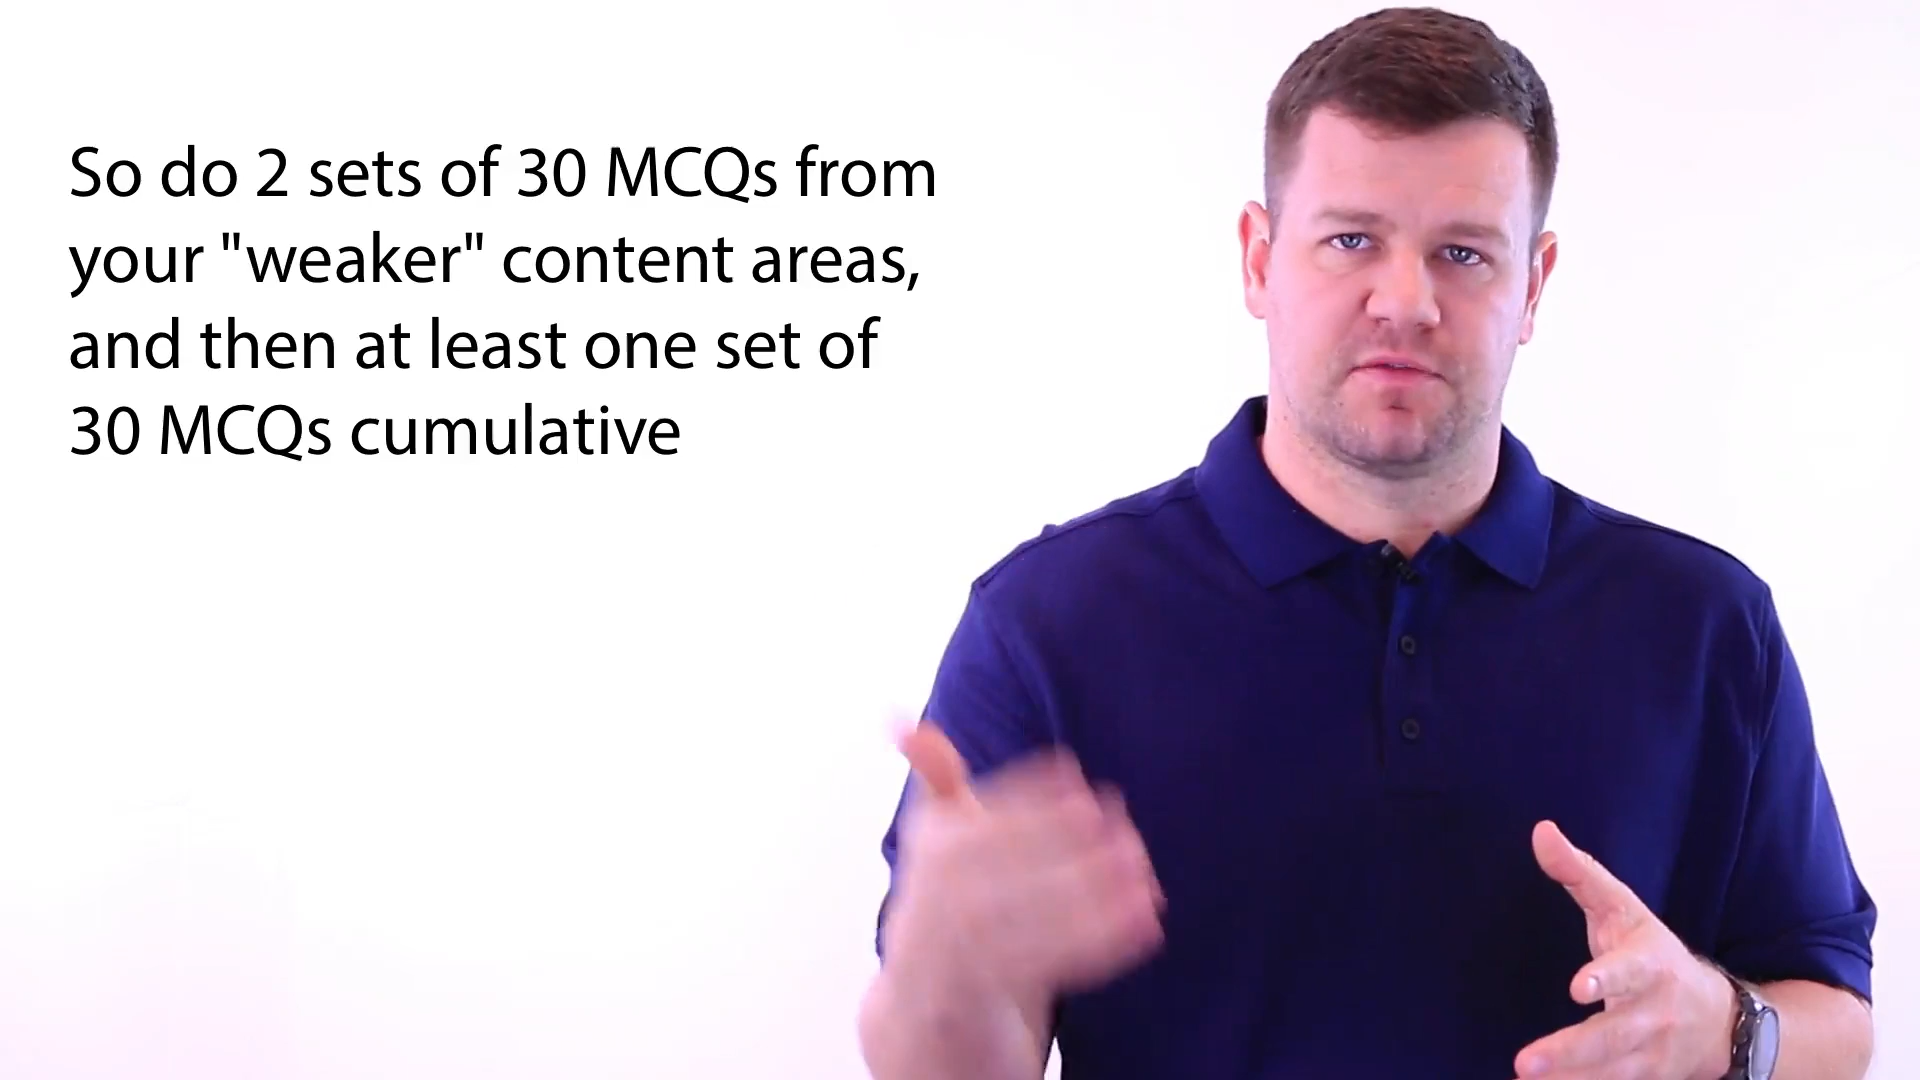 So do 2 sets of 30 MCQs from
your "weaker" content areas,
and then at least one set of
30 MCQs cumulative